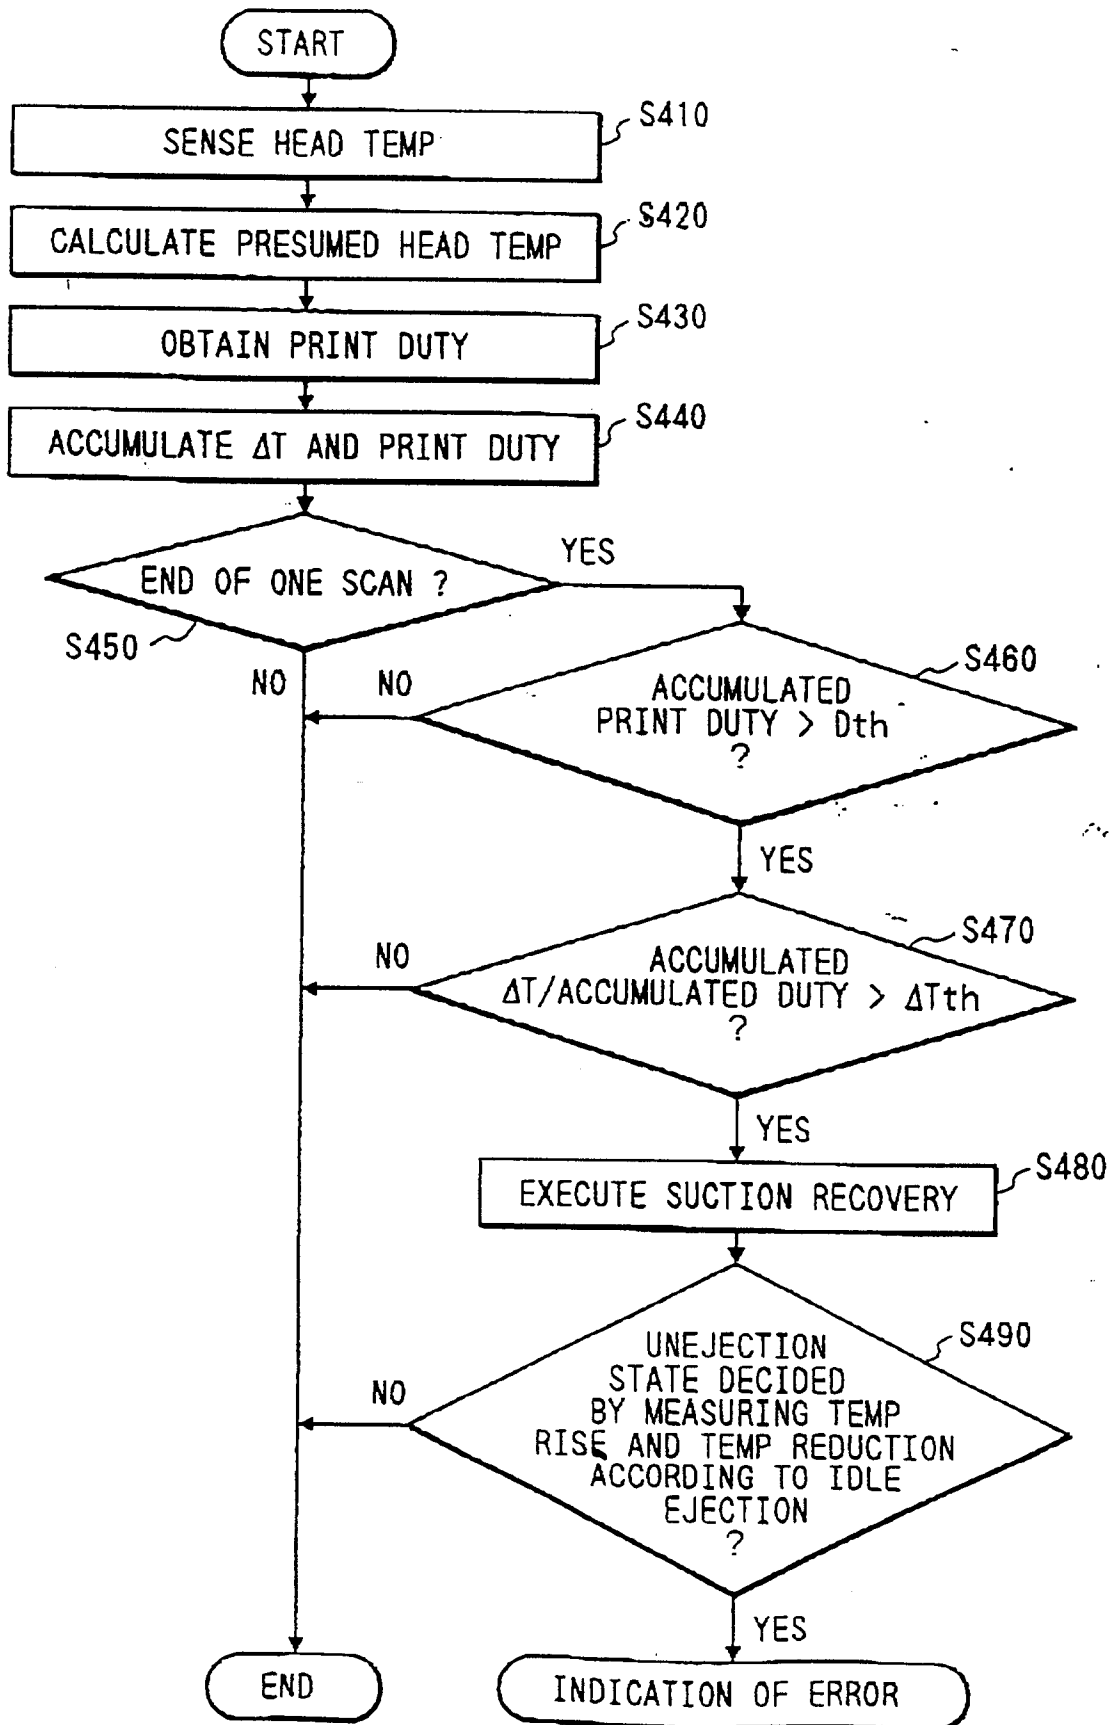 START
SENSE HEAD TEMP
S410
CALCULATE PRESUMED HEAD TEMP
S420
OBTAIN PRINT DUTY
S430
ACCUMULATE ΔT AND PRINT DUTY
S440
END OF ONE SCAN ?
YES
S450
NO
NO
ACCUMULATED
PRINT DUTY > Dth
?
S460
YES
NO
ACCUMULATED
ΔT/ACCUMULATED DUTY > ΔTth
?
S470
YES
EXECUTE SUCTION RECOVERY
S480
NO
UNEJECTION
STATE DECIDED
BY MEASURING TEMP
RISE AND TEMP REDUCTION
ACCORDING TO IDLE
EJECTION
?
S490
YES
END
INDICATION OF ERROR